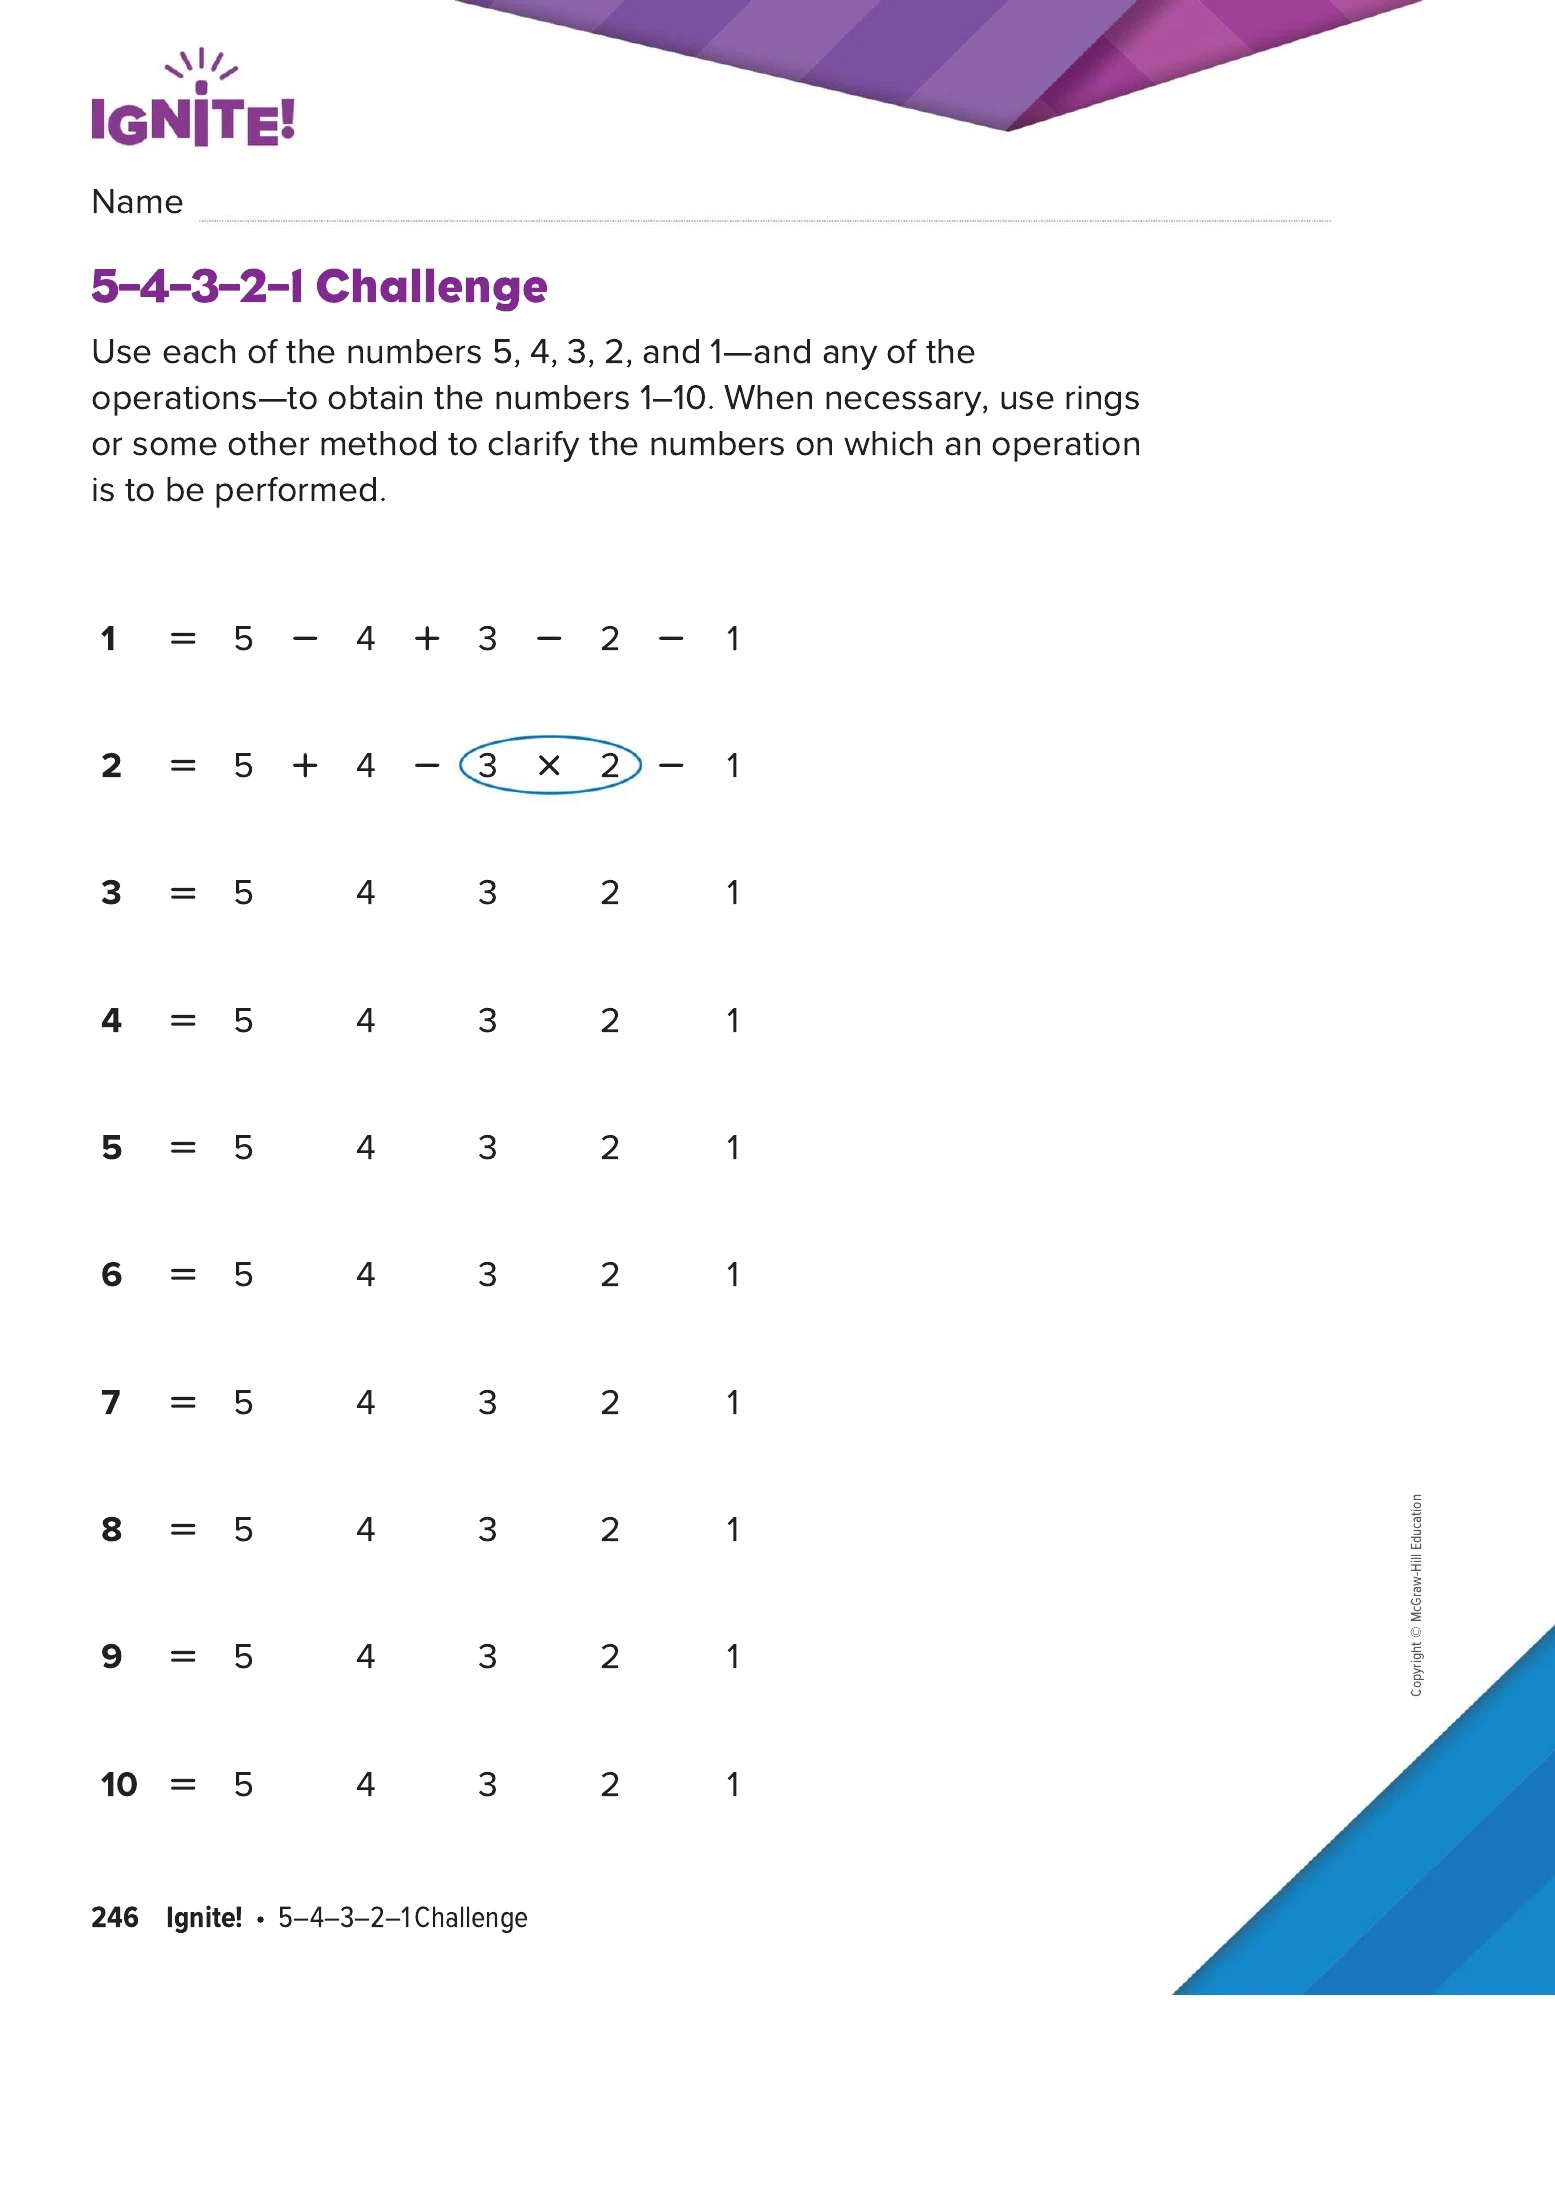 IGNITE!
Name
5–4–3–2–1 Challenge
Use each of the numbers 5, 4, 3, 2, and 1—and any of the
operations—to obtain the numbers 1–10. When necessary, use rings
or some other method to clarify the numbers on which an operation
is to be performed.
1 = 5 − 4 + 3 − 2 − 1
2 = 5 + 4 − 3 × 2 − 1
3 = 5 4 3 2 1
4 = 5 4 3 2 1
5 = 5 4 3 2 1
6 = 5 4 3 2 1
7 = 5 4 3 2 1
8 = 5 4 3 2 1
9 = 5 4 3 2 1
10 = 5 4 3 2 1
Copyright © McGraw-Hill Education
246 Ignite! • 5–4–3–2–1 Challenge